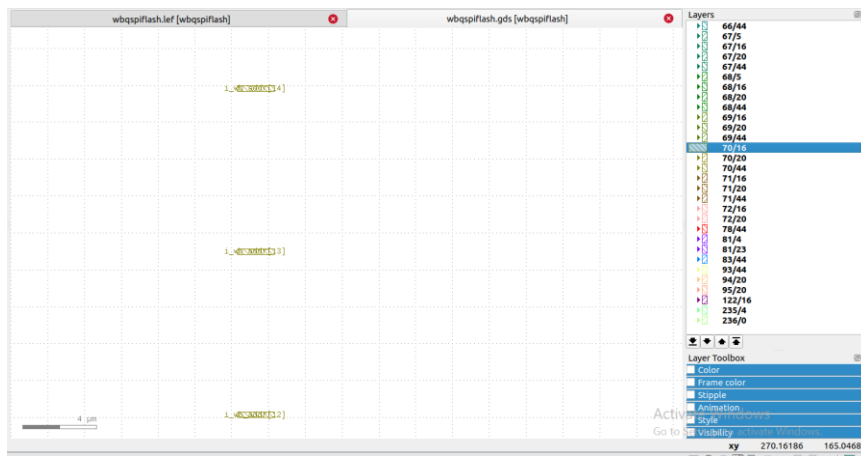 wbqspiflash.lef [wbqspiflash]
wbqspiflash.gds [wbqspiflash]
Layers
66/44
67/5
67/16
67/20
67/44
68/5
68/16
68/20
68/44
69/16
69/20
69/44
70/16
70/20
70/44
71/16
71/20
71/44
72/16
72/20
78/44
81/4
81/23
83/44
93/44
94/20
95/20
122/16
235/4
236/0
4 µm
Layer Toolbox
Color
Frame color
Stipple
Animation
Style
Visibility
xy 270.16186 165.0468